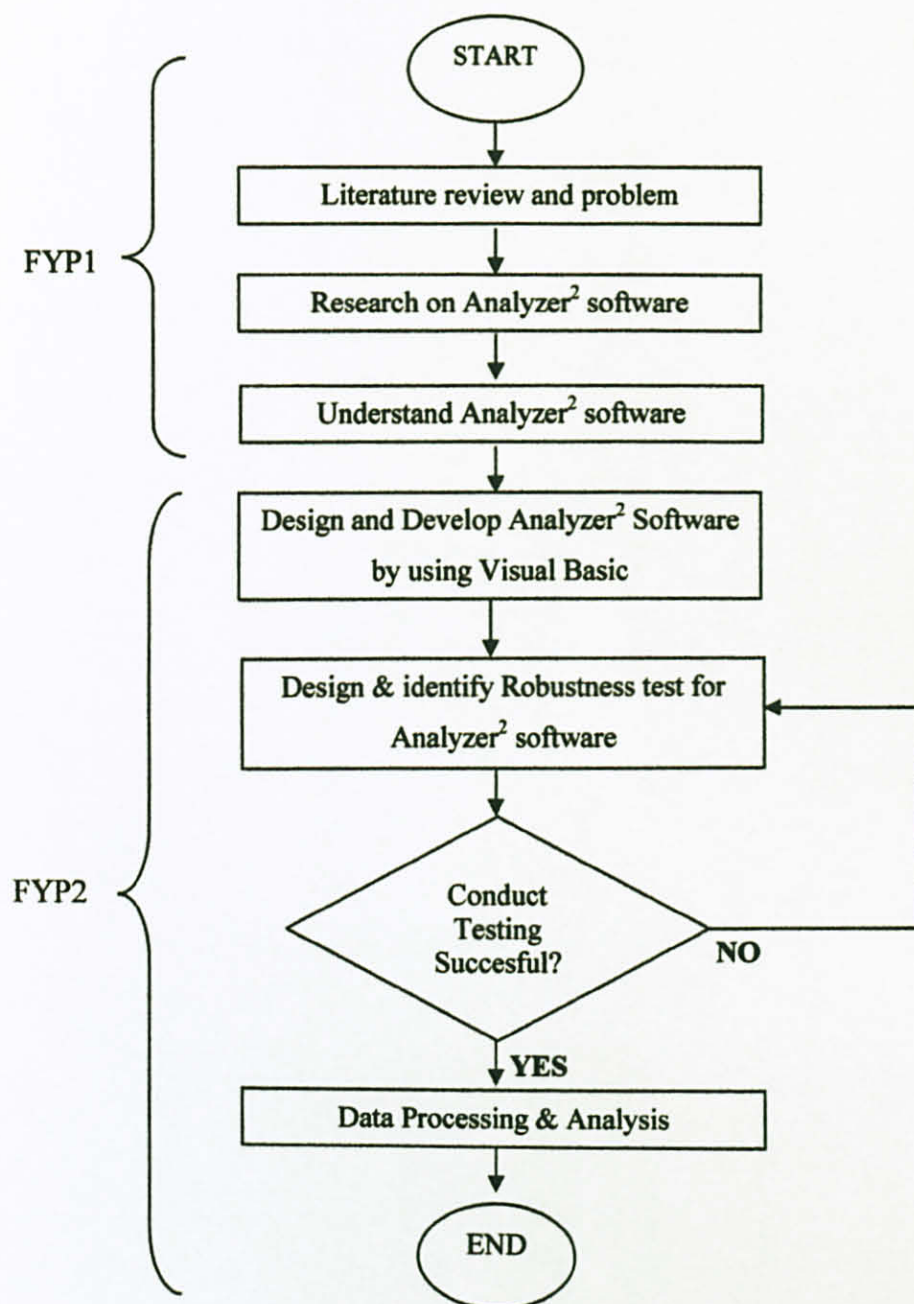 START
Literature review and problem
FYP1
Research on Analyzer² software
Understand Analyzer² software
Design and Develop Analyzer² Software
by using Visual Basic
Design & identify Robustness test for
Analyzer² software
FYP2
Conduct
Testing
Succesful?
NO
YES
Data Processing & Analysis
END